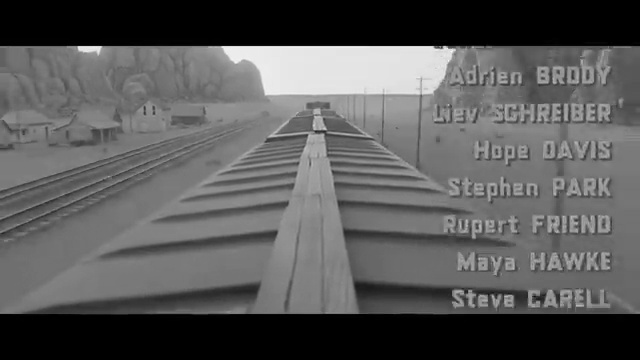 Adrien BRODY
Liev SCHREIBER
Hope DAVIS
Stephen PARK
Rupert FRIEND
Maya HAWKE
Steve CARELL